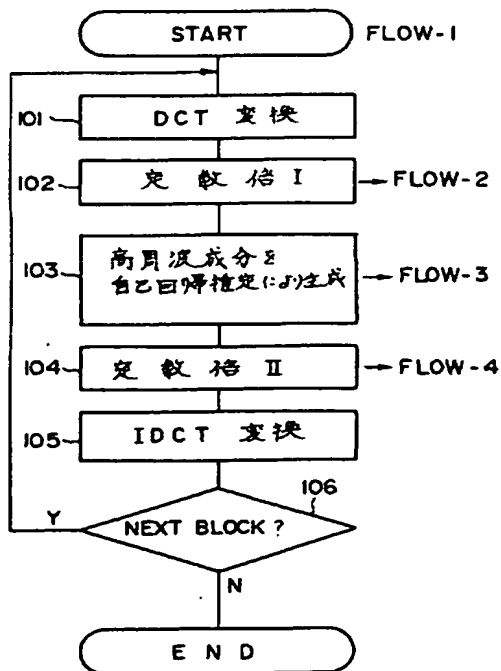 START FLOW-1
101 DCT 変換
102 定数倍 I FLOW-2
高周波成分を
103 自己回帰推定により生成 FLOW-3
104 定数倍 II FLOW-4
105 IDCT 変換
106
Y NEXT BLOCK?
N
END